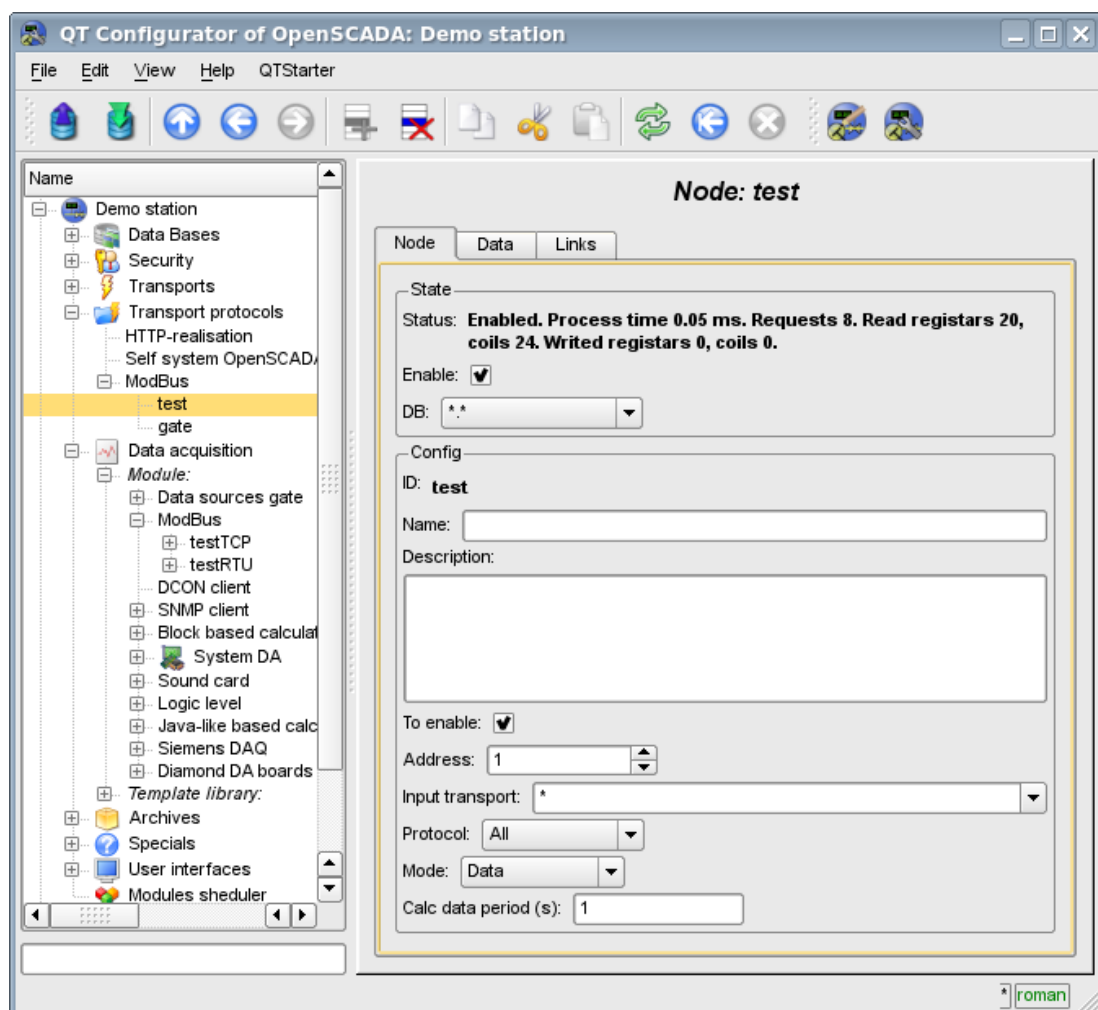 QT Configurator of OpenSCADA: Demo station
File Edit View Help QTStarter
Name
Demo station
Data Bases
Security
Transports
Transport protocols
HTTP-realisation
Self system OpenSCADA
ModBus
test
gate
Data acquisition
Module:
Data sources gate
ModBus
testTCP
testRTU
DCON client
SNMP client
Block based calculat
System DA
Sound card
Logic level
Java-like based calc
Siemens DAQ
Diamond DA boards
Template library:
Archives
Specials
User interfaces
Modules sheduler
Node: test
Node Data Links
State
Status: Enabled. Process time 0.05 ms. Requests 8. Read registars 20,
coils 24. Writed registars 0, coils 0.
Enable:
DB: *.*
Config
ID: test
Name:
Description:
To enable:
Address: 1
Input transport: *
Protocol: All
Mode: Data
Calc data period (s): 1
* roman